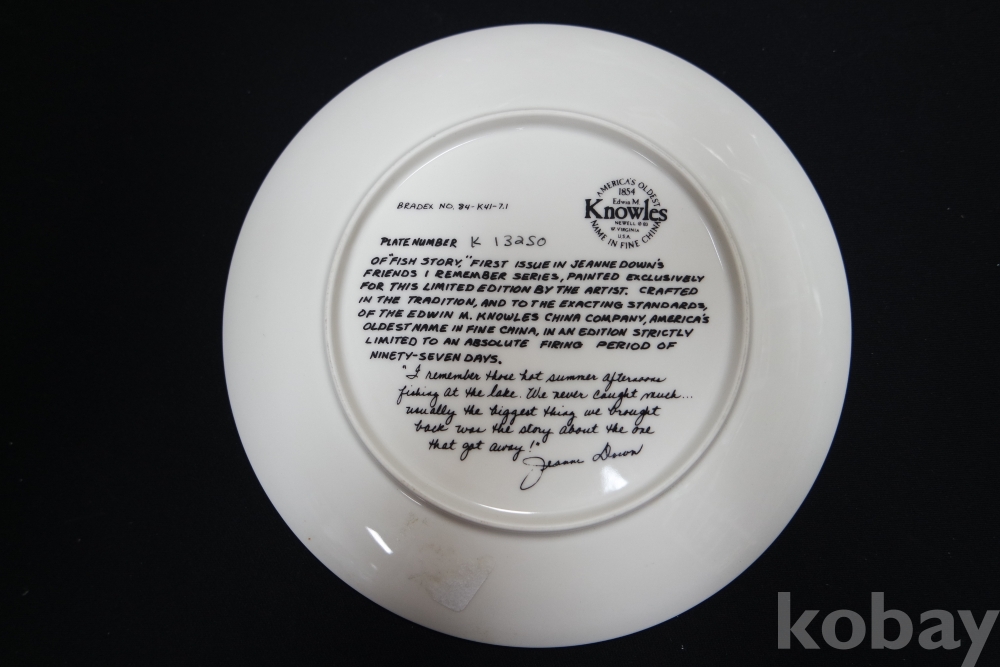 BRADEX NO. 84-K41-7.1
AMERICA'S OLDEST
1854
Edwin M.
Knowles
NEWELL
W VIRGINIA
U.S.A.
NAME IN FINE CHINA
PLATE NUMBER K 13250
OF "FISH STORY," FIRST ISSUE IN JEANNE DOWN'S
FRIENDS I REMEMBER SERIES, PAINTED EXCLUSIVELY
FOR THIS LIMITED EDITION BY THE ARTIST. CRAFTED
IN THE TRADITION, AND TO THE EXACTING STANDARDS,
OF THE EDWIN M. KNOWLES CHINA COMPANY, AMERICA'S
OLDEST NAME IN FINE CHINA, IN AN EDITION STRICTLY
LIMITED TO AN ABSOLUTE FIRING PERIOD OF
NINETY-SEVEN DAYS.
"I remember those hot summer afternoons
fishing at the lake. We never caught much...
usually the biggest thing we brought
back was the story about the one
that got away!"
Jeanne Down
kobay